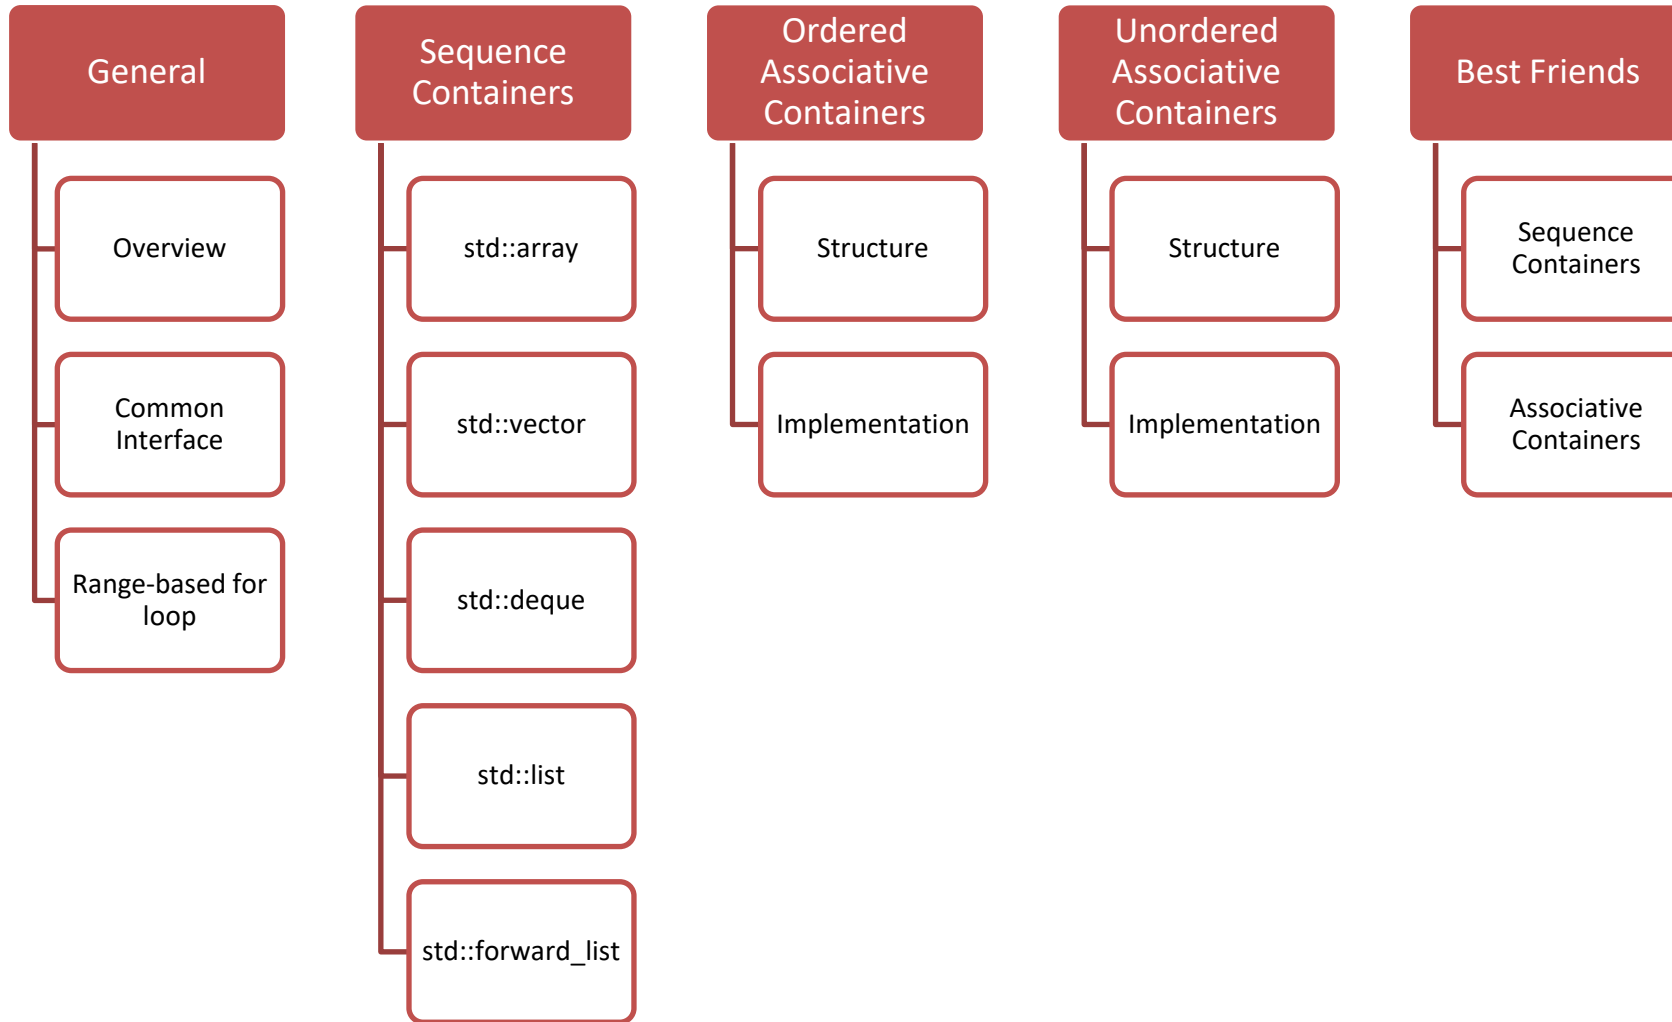 General
Overview
Common
Interface
Range-based for
loop
Sequence
Containers
std::array
std::vector
std::deque
std::list
std::forward_list
Ordered
Associative
Containers
Structure
Implementation
Unordered
Associative
Containers
Structure
Implementation
Best Friends
Sequence
Containers
Associative
Containers